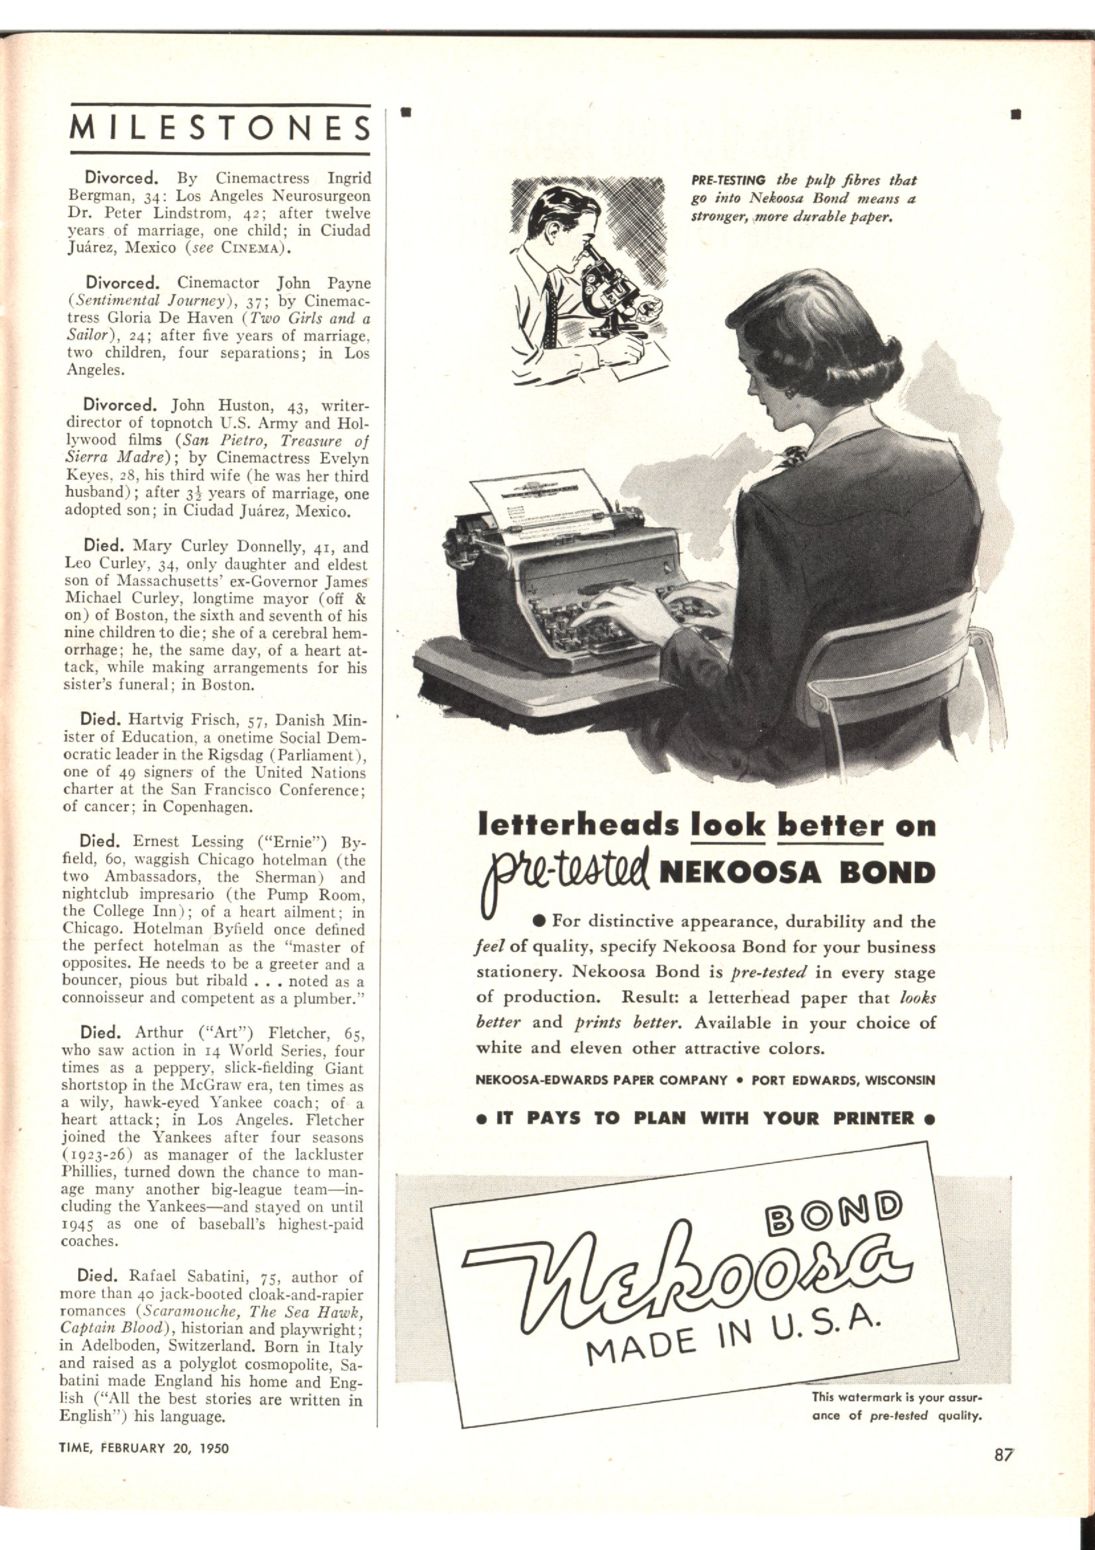 MILESTONES
Divorced. By Cinemactress Ingrid
Bergman, 34: Los Angeles Neurosurgeon
Dr. Peter Lindstrom, 42; after twelve
years of marriage, one child; in Ciudad
Juárez, Mexico (see CINEMA).
Divorced. Cinemactor John Payne
(Sentimental Journey), 37; by Cinemac-
tress Gloria De Haven (Two Girls and a
Sailor), 24; after five years of marriage,
two children, four separations; in Los
Angeles.
Divorced. John Huston, 43, writer-
director of topnotch U.S. Army and Hol-
lywood films (San Pietro, Treasure of
Sierra Madre); by Cinemactress Evelyn
Keyes, 28, his third wife (he was her third
husband); after 3½ years of marriage, one
adopted son; in Ciudad Juárez, Mexico.
Died. Mary Curley Donnelly, 41, and
Leo Curley, 34, only daughter and eldest
son of Massachusetts' ex-Governor James
Michael Curley, longtime mayor (off &
on) of Boston, the sixth and seventh of his
nine children to die; she of a cerebral hem-
orrhage; he, the same day, of a heart at-
tack, while making arrangements for his
sister's funeral; in Boston.
Died. Hartvig Frisch, 57, Danish Min-
ister of Education, a onetime Social Dem-
ocratic leader in the Rigsdag (Parliament),
one of 49 signers of the United Nations
charter at the San Francisco Conference;
of cancer; in Copenhagen.
Died. Ernest Lessing ("Ernie") By-
field, 60, waggish Chicago hotelman (the
two Ambassadors, the Sherman) and
nightclub impresario (the Pump Room,
the College Inn); of a heart ailment; in
Chicago. Hotelman Byfield once defined
the perfect hotelman as the "master of
opposites. He needs to be a greeter and a
bouncer, pious but ribald . . . noted as a
connoisseur and competent as a plumber."
Died. Arthur ("Art") Fletcher, 65,
who saw action in 14 World Series, four
times as a peppery, slick-fielding Giant
shortstop in the McGraw era, ten times as
a wily, hawk-eyed Yankee coach; of a
heart attack; in Los Angeles. Fletcher
joined the Yankees after four seasons
(1923-26) as manager of the lackluster
Phillies, turned down the chance to man-
age many another big-league team—in-
cluding the Yankees—and stayed on until
1945 as one of baseball's highest-paid
coaches.
Died. Rafael Sabatini, 75, author of
more than 40 jack-booted cloak-and-rapier
romances (Scaramouche, The Sea Hawk,
Captain Blood), historian and playwright;
in Adelboden, Switzerland. Born in Italy
and raised as a polyglot cosmopolite, Sa-
batini made England his home and Eng-
lish ("All the best stories are written in
English") his language.
TIME, FEBRUARY 20, 1950
PRE-TESTING the pulp fibres that
go into Nekoosa Bond means a
stronger, more durable paper.
letterheads look better on
pre-tested NEKOOSA BOND
● For distinctive appearance, durability and the
feel of quality, specify Nekoosa Bond for your business
stationery. Nekoosa Bond is pre-tested in every stage
of production. Result: a letterhead paper that looks
better and prints better. Available in your choice of
white and eleven other attractive colors.
NEKOOSA-EDWARDS PAPER COMPANY • PORT EDWARDS, WISCONSIN
● IT PAYS TO PLAN WITH YOUR PRINTER ●
BOND
Nekoosa
MADE IN U.S.A.
This watermark is your assur-
ance of pre-tested quality.
87